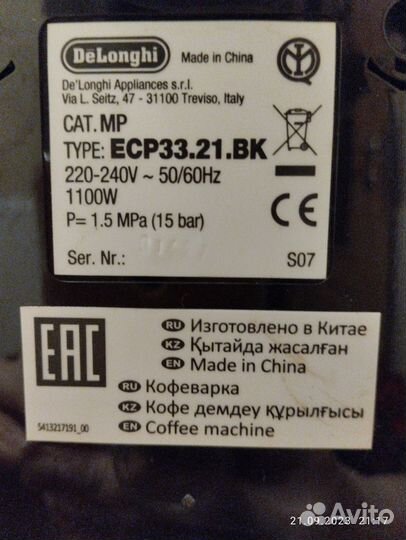 DeLonghi
Made in China
De'Longhi Appliances s.r.l.
Via L. Seitz, 47 - 31100 Treviso, Italy
CAT. MP
TYPE: ECP33.21.BK
220-240V ~ 50/60Hz
1100W
P= 1.5 MPa (15 bar)
Ser. Nr.:
S07
CE
EAC
RU Изготовлено в Китае
KZ Қытайда жасалған
EN Made in China
RU Кофеварка
KZ Кофе демдеу құрылғысы
EN Coffee machine
5413217191_00
21.09.2023 21:17
Avito